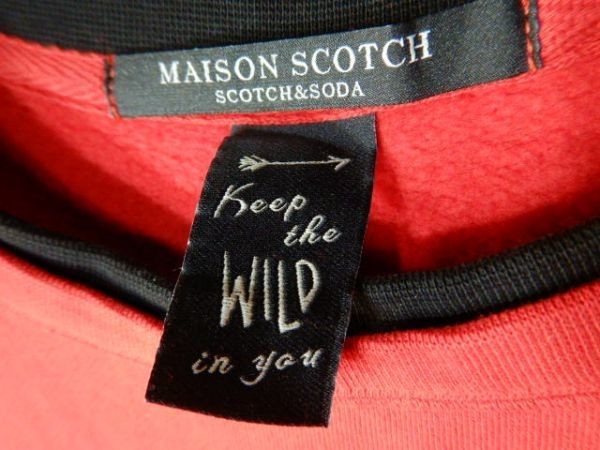 MAISON SCOTCH
SCOTCH&SODA
Keep
the
WILD
in you